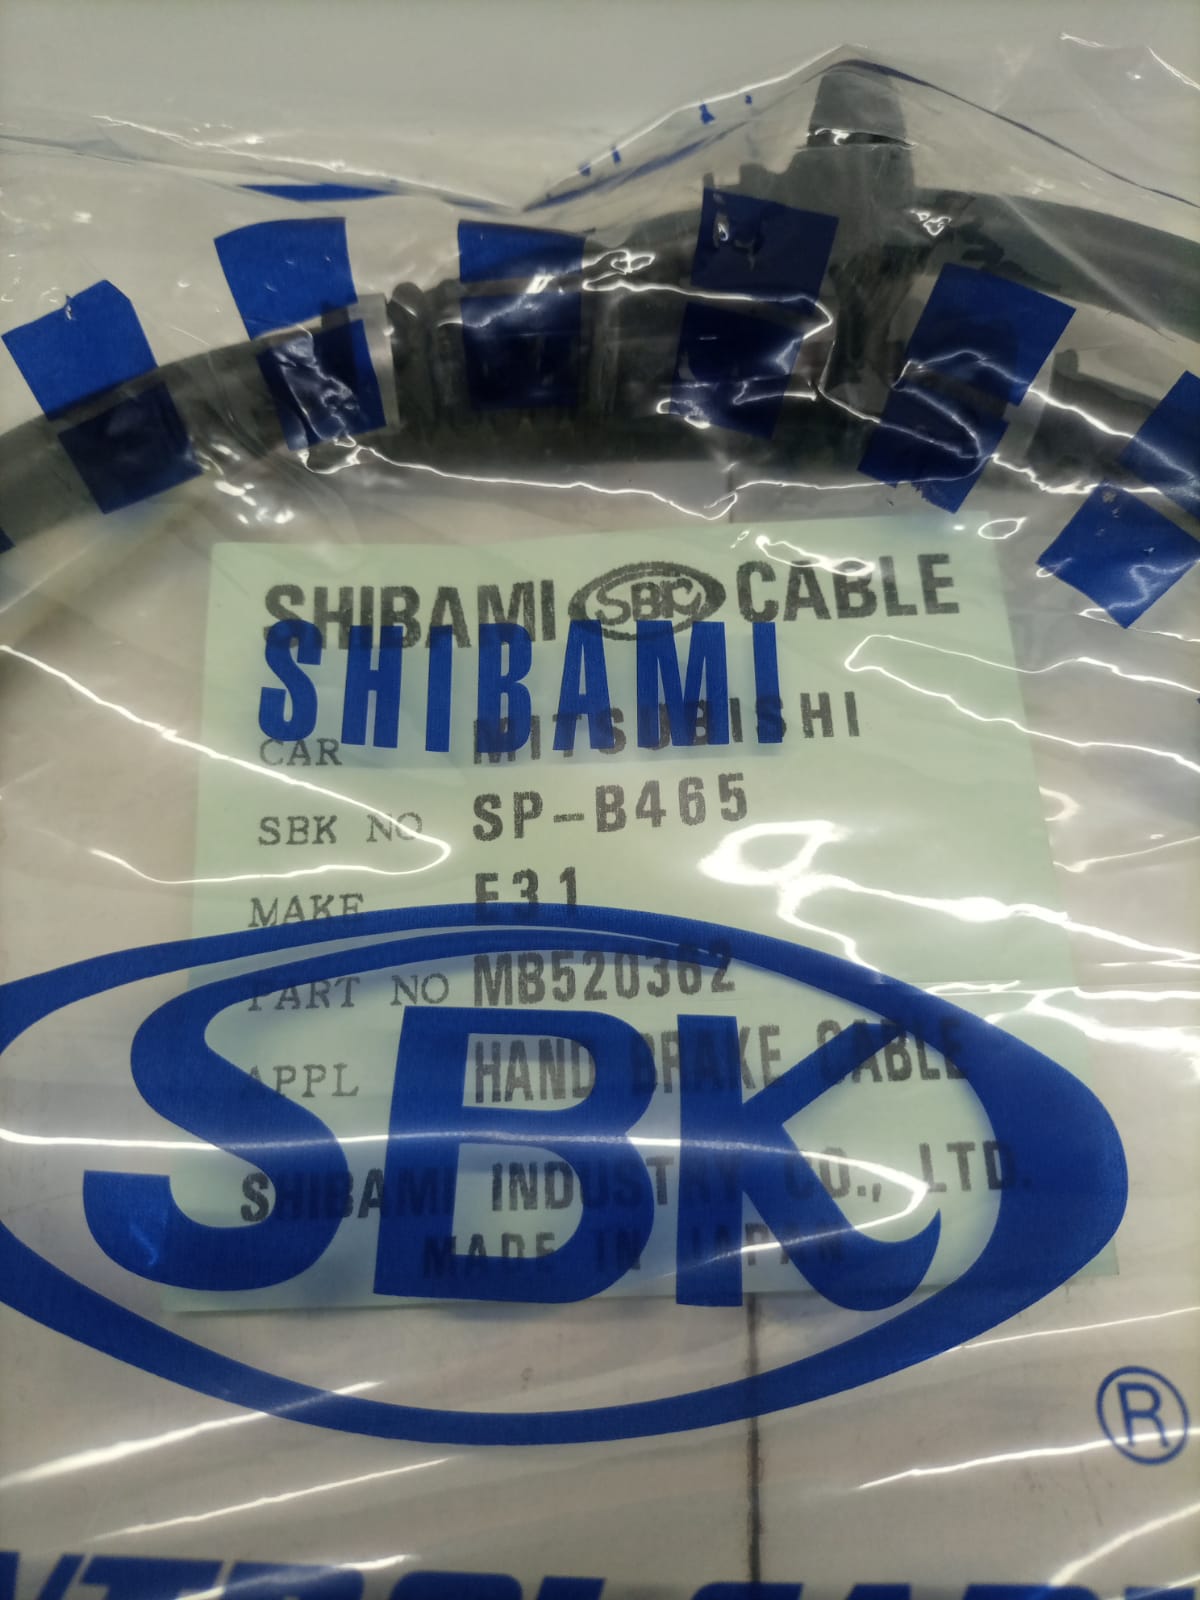 SHIBAMI SBK CABLE
SHIBAMI
CAR MITSUBISHI
SBK NO SP-B465
MAKE E31
PART NO MB520362
APPL HAND BRAKE CABLE
SBK
SHIBAMI INDUSTRY CO., LTD.
MADE IN JAPAN
®